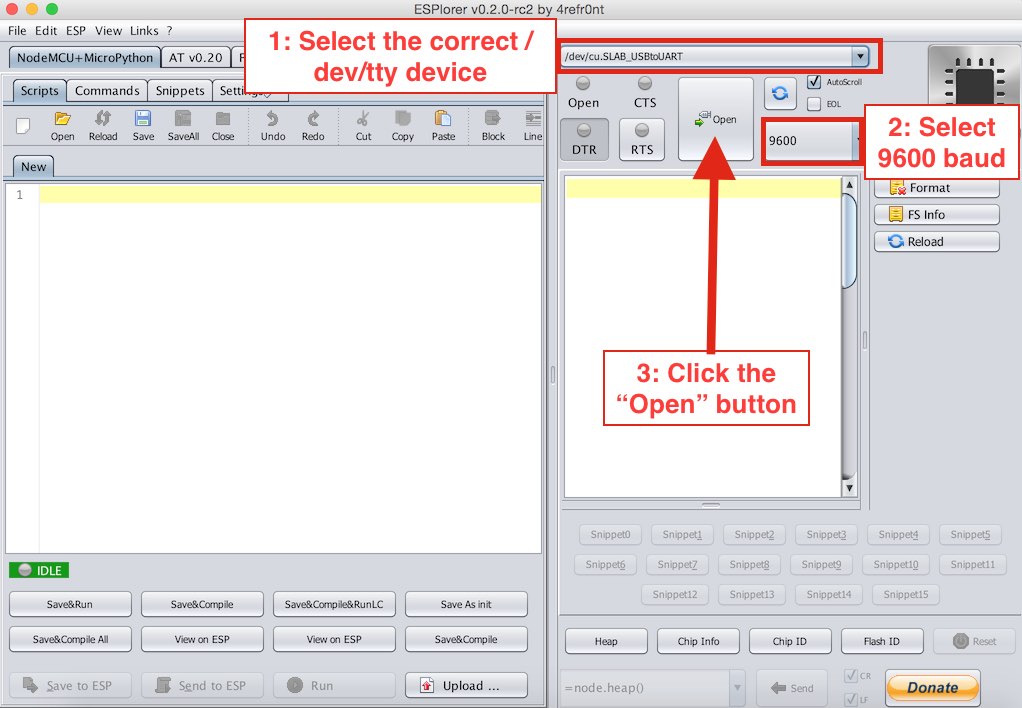 ESPlorer v0.2.0-rc2 by 4refr0nt
File Edit ESP View Links ?
1: Select the correct /
dev/tty device
NodeMCU+MicroPython
AT v0.20
/dev/cu.SLAB_USBtoUART
Scripts
Commands
Snippets
Open
Reload
Save
SaveAll
Close
Undo
Redo
Cut
Copy
Paste
Block
Line
New
1
Open
CTS
DTR
RTS
Open
AutoScroll
EOL
9600
2: Select
9600 baud
Format
FS Info
Reload
3: Click the
“Open” button
IDLE
Save&Run
Save&Compile
Save&Compile&RunLC
Save As init
Save&Compile All
View on ESP
View on ESP
Save&Compile
Save to ESP
Send to ESP
Run
Upload ...
Snippet0
Snippet1
Snippet2
Snippet3
Snippet4
Snippet5
Snippet6
Snippet7
Snippet8
Snippet9
Snippet10
Snippet11
Snippet12
Snippet13
Snippet14
Snippet15
Heap
Chip Info
Chip ID
Flash ID
Reset
=node.heap()
Send
CR
LF
Donate